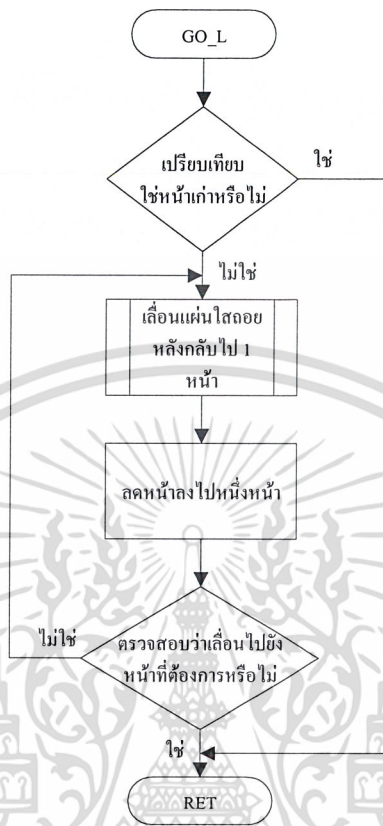 GO_L
เปรียบเทียบ
ใช่หน้าเก่าหรือไม่
ใช่
ไม่ใช่
เลื่อนแผ่นใสถอย
หลังกลับไป 1
หน้า
ลดหน้าลงไปหนึ่งหน้า
ไม่ใช่
ตรวจสอบว่าเลื่อนไปยัง
หน้าที่ต้องการหรือไม่
ใช่
RET